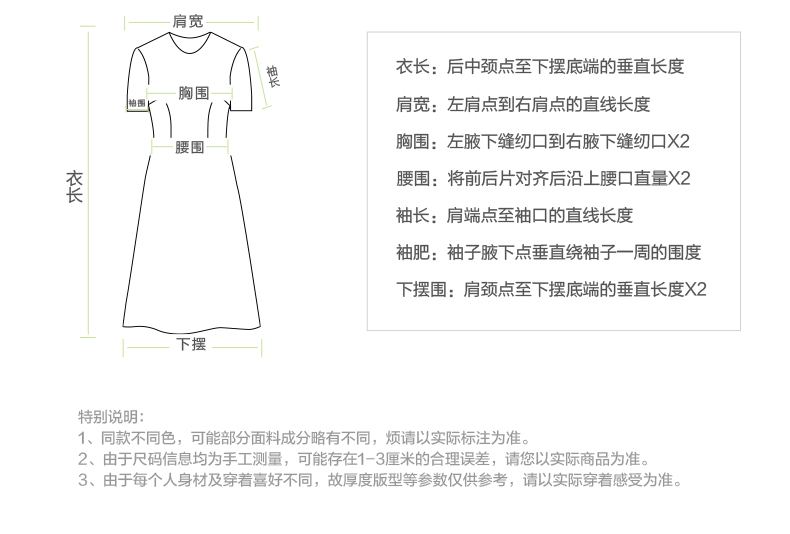 肩宽
袖长
胸围
袖围
腰围
衣长
下摆
衣长：后中颈点至下摆底端的垂直长度
肩宽：左肩点到右肩点的直线长度
胸围：左腋下缝纫口到右腋下缝纫口X2
腰围：将前后片对齐后沿上腰口直量X2
袖长：肩端点至袖口的直线长度
袖肥：袖子腋下点垂直绕袖子一周的围度
下摆围：肩颈点至下摆底端的垂直长度X2
特别说明：
1、同款不同色，可能部分面料成分略有不同，烦请以实际标注为准。
2、由于尺码信息均为手工测量，可能存在1-3厘米的合理误差，请您以实际商品为准。
3、由于每个人身材及穿着喜好不同，故厚度版型等参数仅供参考，请以实际穿着感受为准。